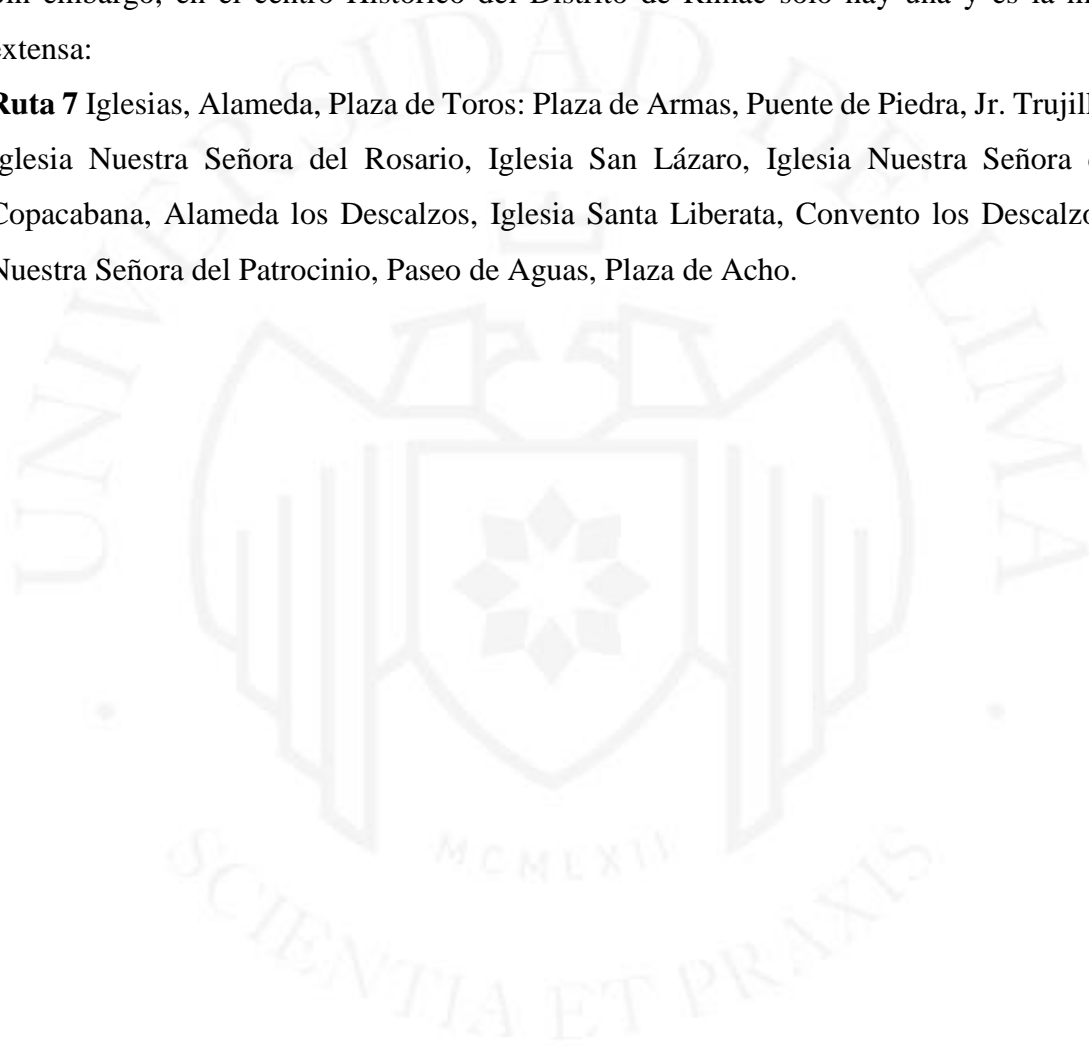 embargo, en el centro Histórico del Distrito de Rímac solo hay una y es la
extensa:
Ruta 7 Iglesias, Alameda, Plaza de Toros: Plaza de Armas, Puente de Piedra, Jr. Trujill
Iglesia Nuestra Señora del Rosario, Iglesia San Lázaro, Iglesia Nuestra Señora
Copacabana, Alameda los Descalzos, Iglesia Santa Liberata, Convento los Descalzo
Nuestra Señora del Patrocinio, Paseo de Aguas, Plaza de Acho.
UNIVERSIDAD DE LIMA
MCMLXII
SCIENTIA ET PRAXIS